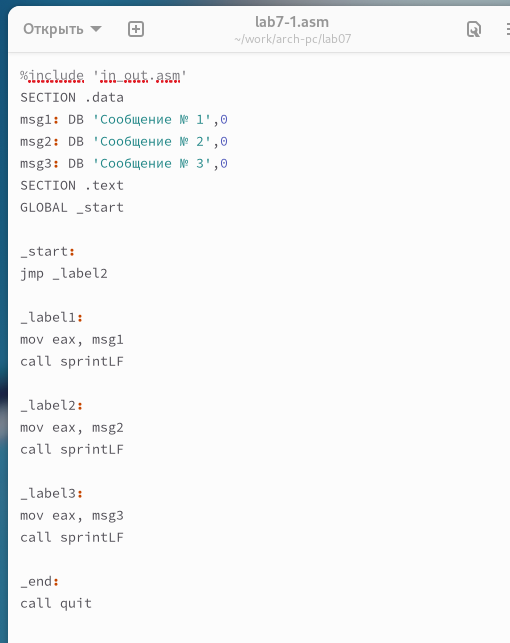 Открыть
lab7-1.asm
~/work/arch-pc/lab07
%include 'in_out.asm'
SECTION .data
msg1: DB 'Сообщение № 1',0
msg2: DB 'Сообщение № 2',0
msg3: DB 'Сообщение № 3',0
SECTION .text
GLOBAL _start
_start:
jmp _label2
_label1:
mov eax, msg1
call sprintLF
_label2:
mov eax, msg2
call sprintLF
_label3:
mov eax, msg3
call sprintLF
_end:
call quit